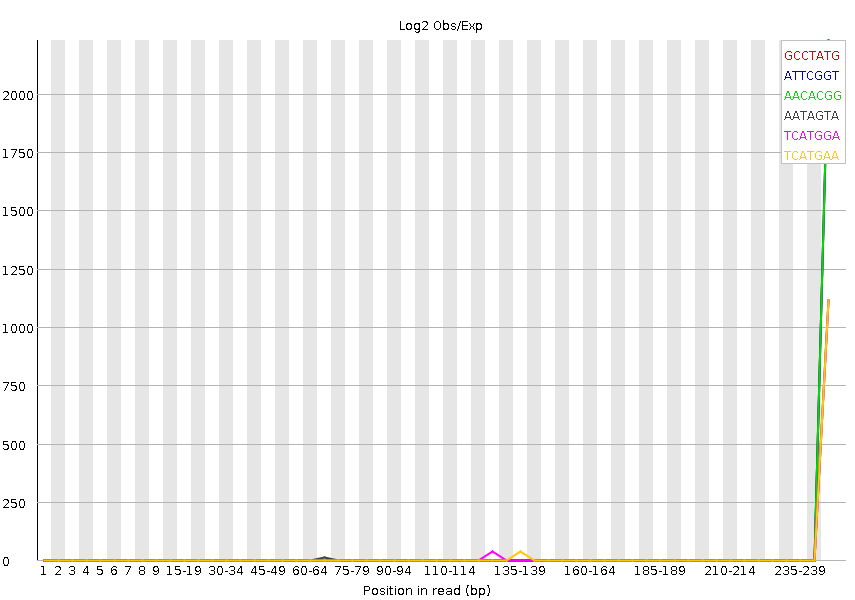 Log2 Obs/Exp
GCCTATG
ATTCGGT
AACACGG
AATAGTA
TCATGGA
TCATGAA
2000
1750
1500
1250
1000
750
500
250
0
1 2 3 4 5 6 7 8 9 15-19 30-34 45-49 60-64 75-79 90-94 110-114 135-139 160-164 185-189 210-214 235-239
Position in read (bp)